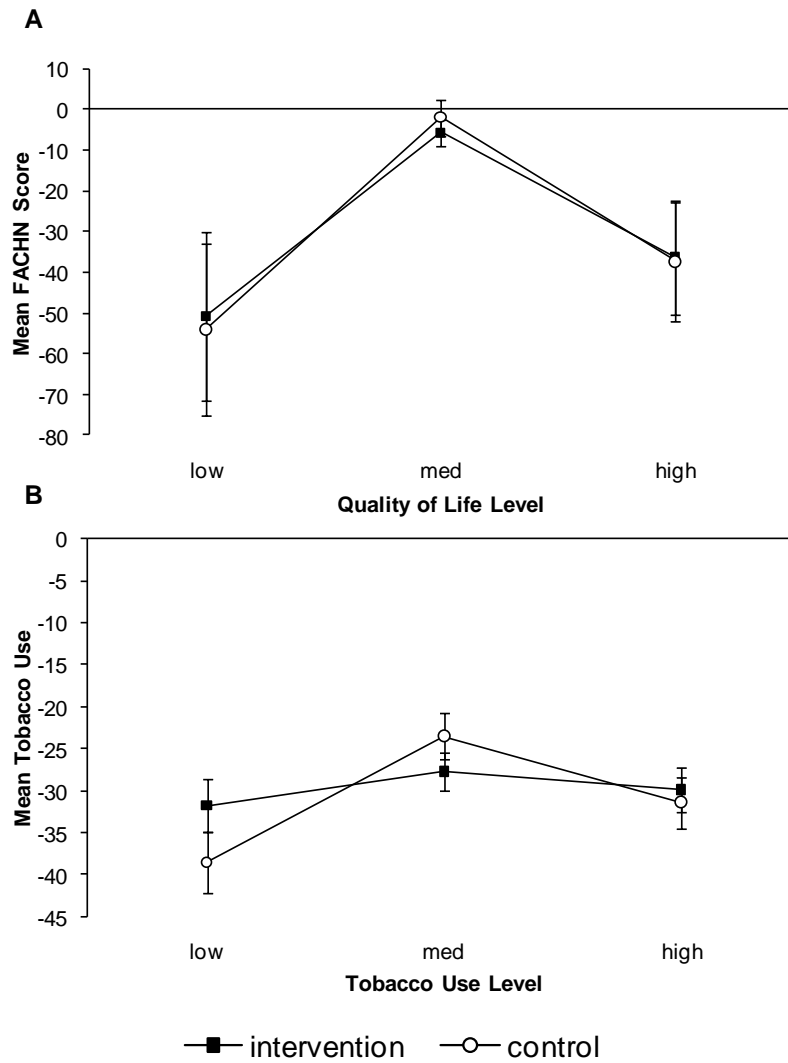 A
10
0
-10
-20
-30
-40
-50
-60
-70
-80
Mean FACHN Score
low med high
Quality of Life Level
B
0
-5
-10
-15
-20
-25
-30
-35
-40
-45
Mean Tobacco Use
low med high
Tobacco Use Level
intervention control